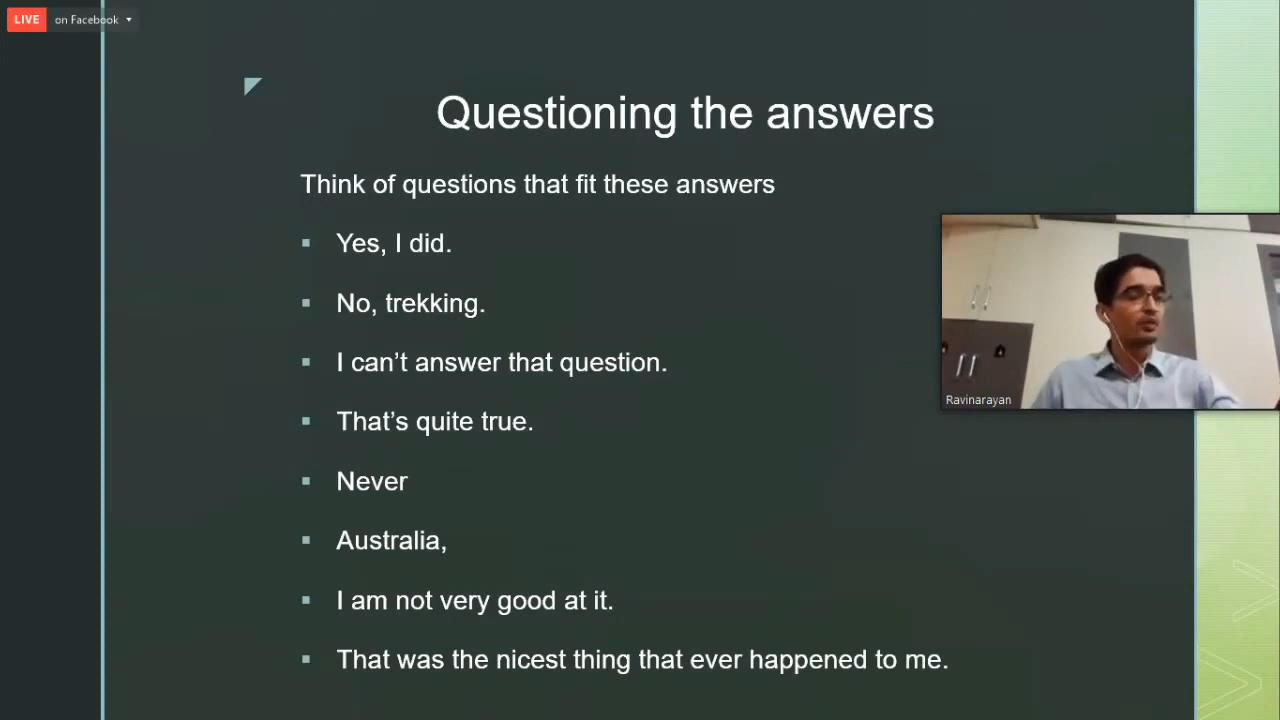 LIVE on Facebook
Questioning the answers
Think of questions that fit these answers
Yes, I did.
No, trekking.
I can’t answer that question.
That’s quite true.
Never
Australia,
I am not very good at it.
That was the nicest thing that ever happened to me.
Ravinarayan